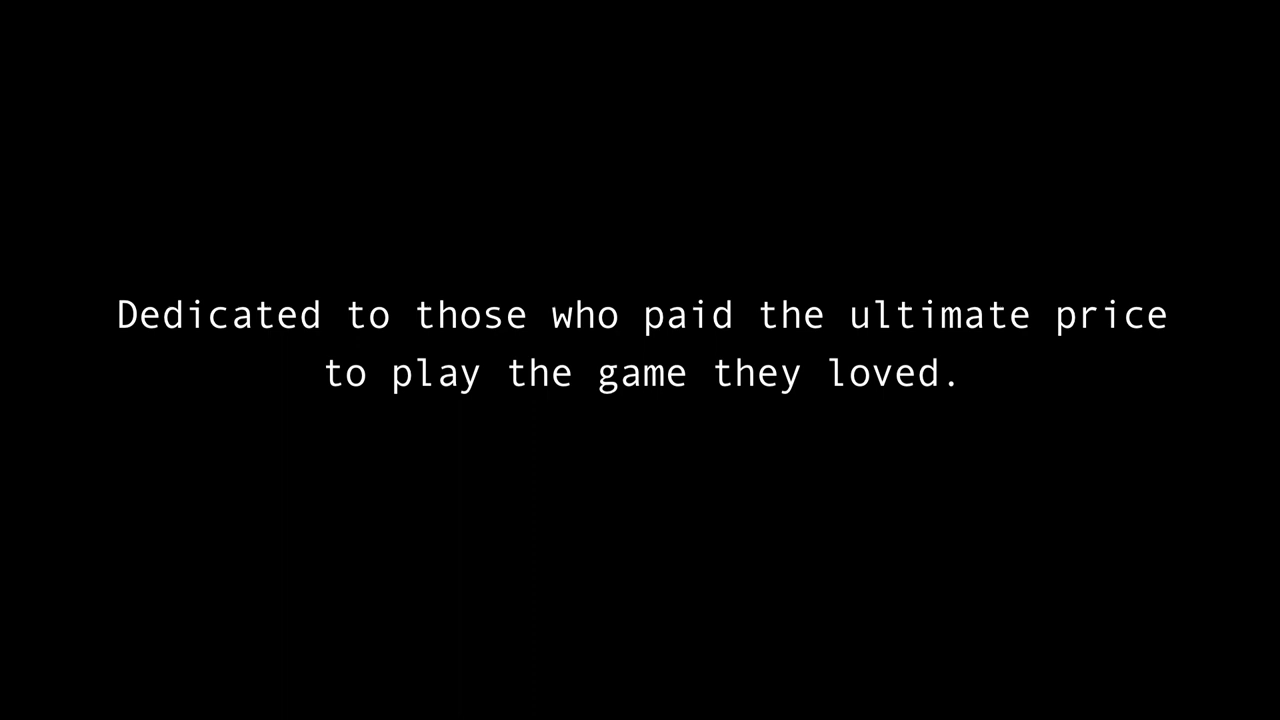 Dedicated to those who paid the ultimate price
to play the game they loved.